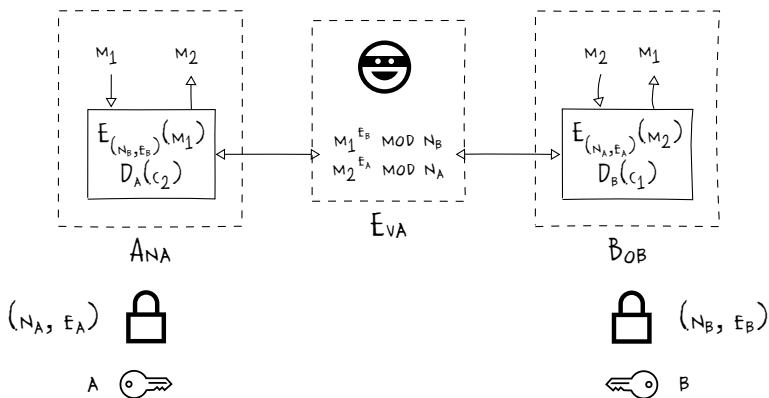 M1 M2
E(NB,EB)(M1)
DA(C2)
ANA
M1^EB MOD NB
M2^EA MOD NA
EVA
M2 M1
E(NA,EA)(M2)
DB(C1)
BOB
(NA, EA)
(NB, EB)
A
B